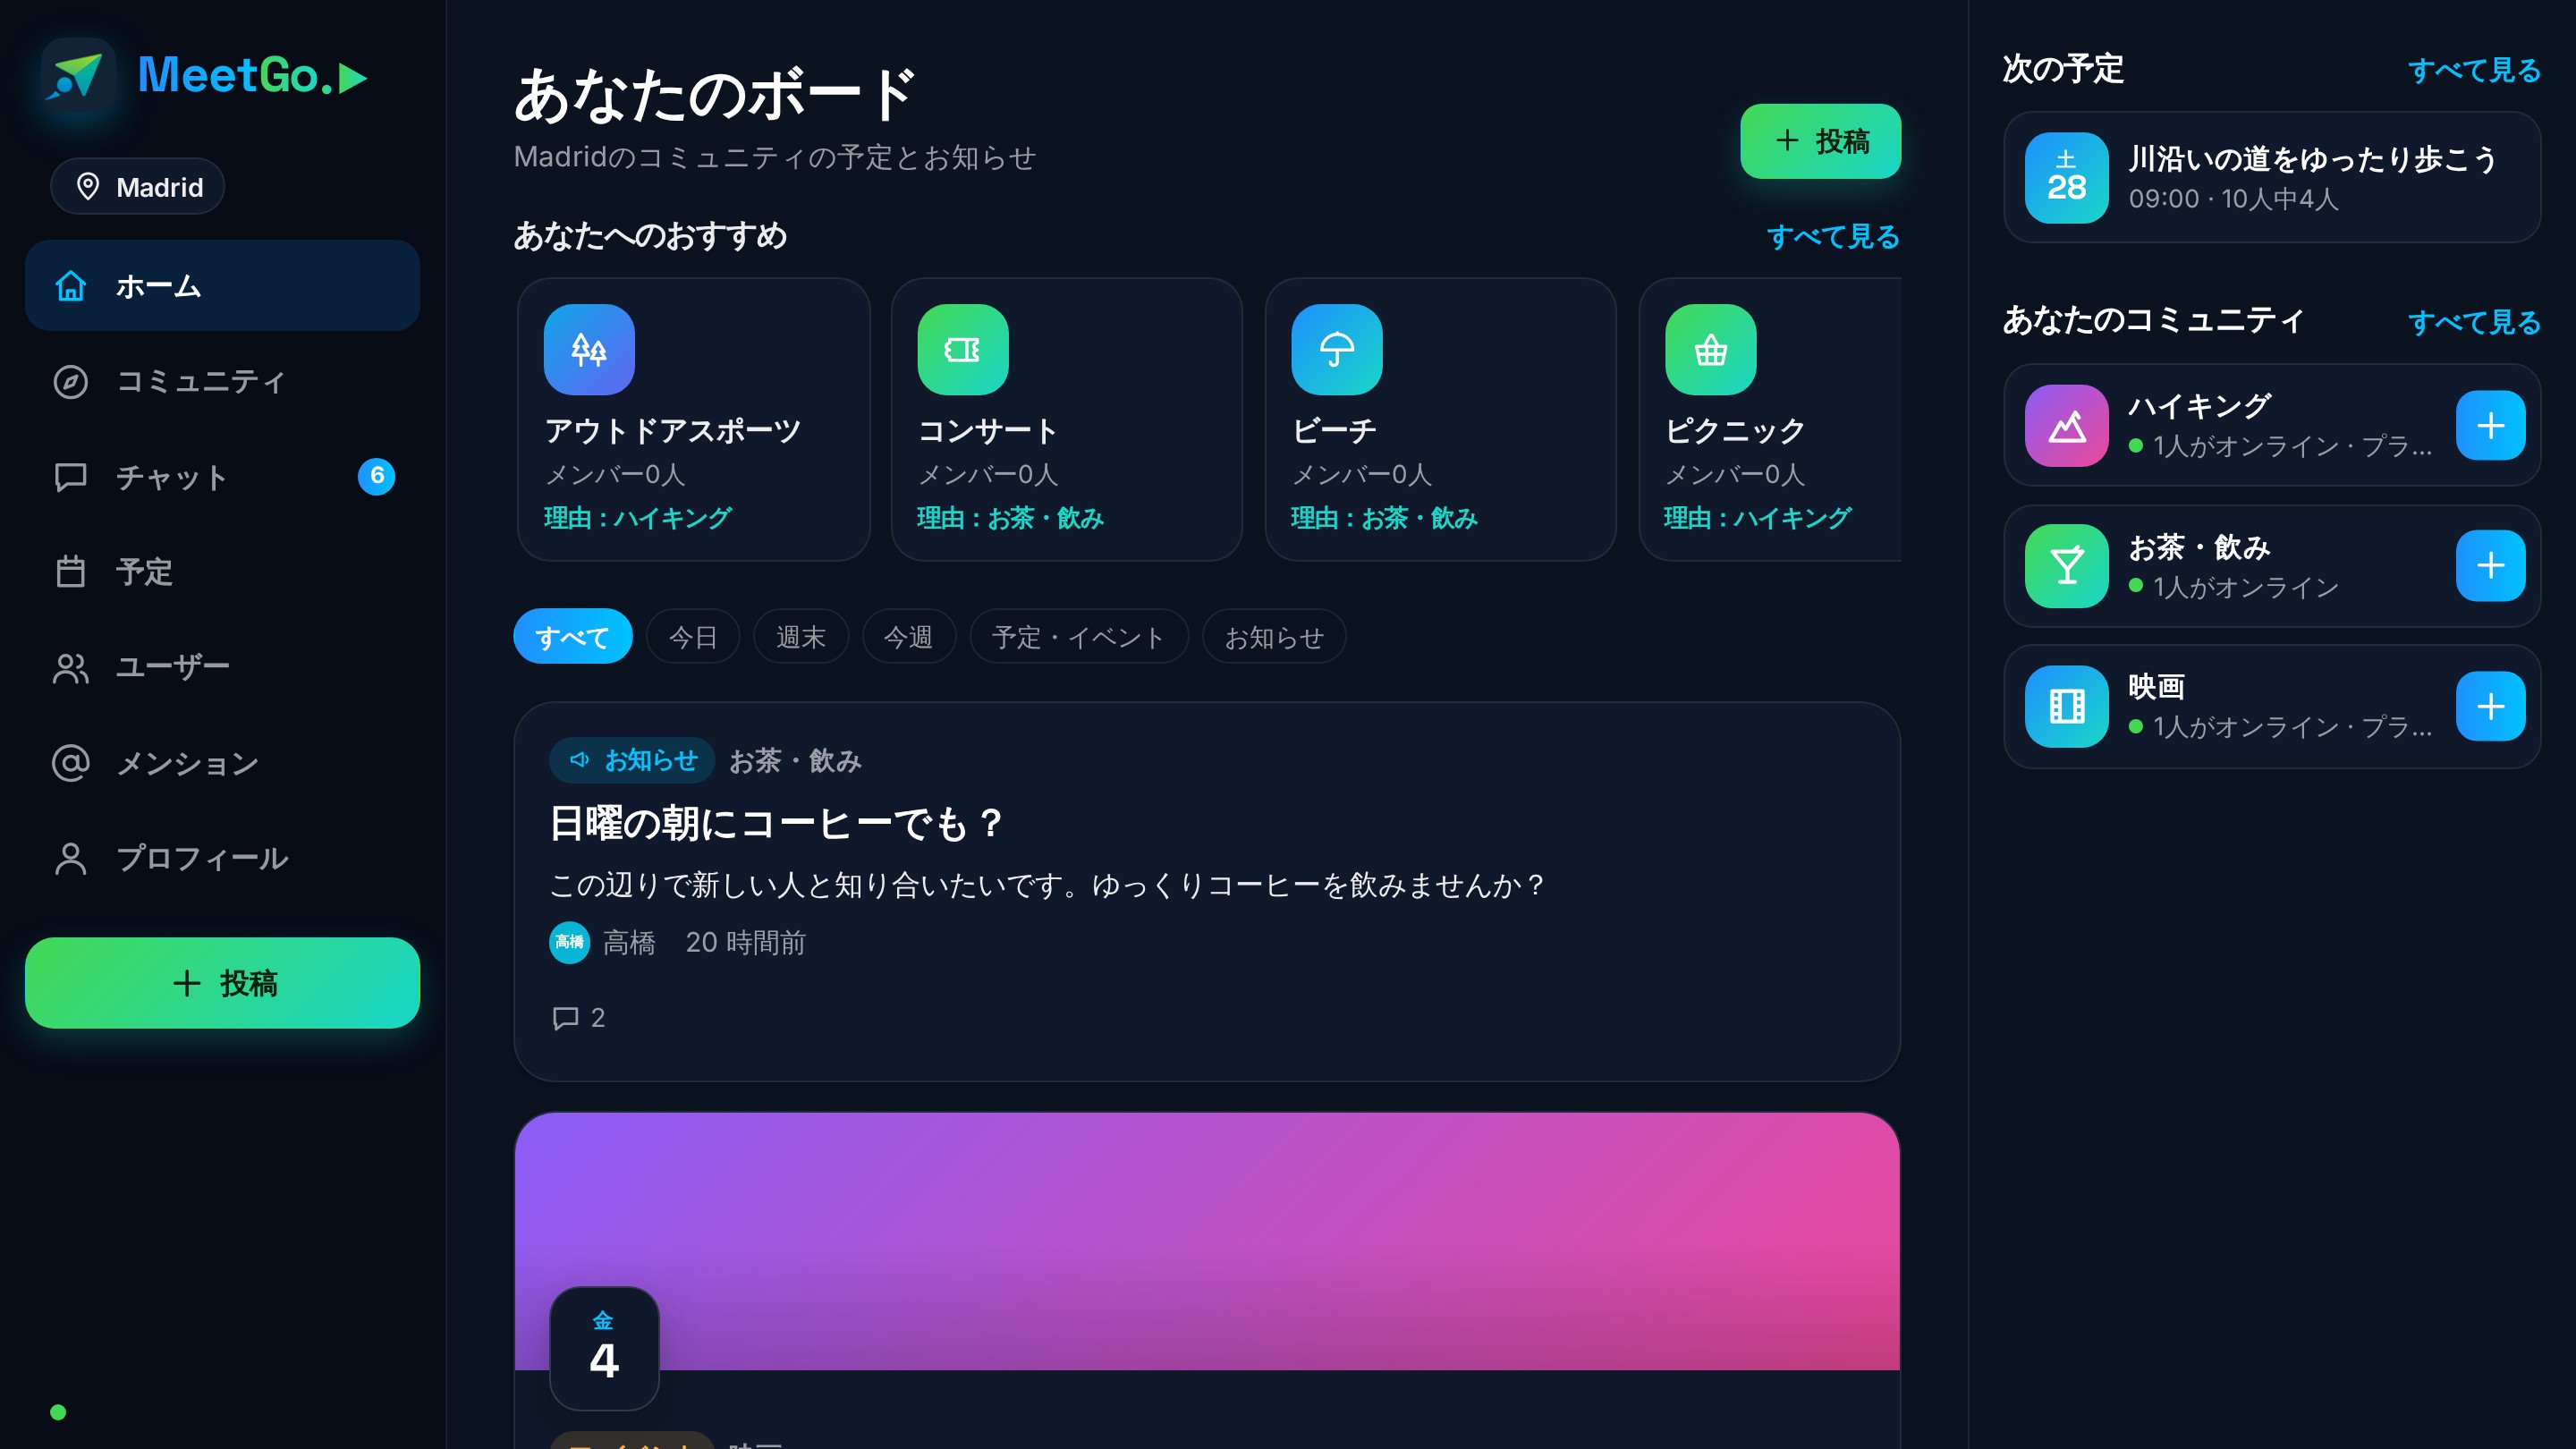 MeetGo.
Madrid
ホーム
コミュニティ
チャット
6
予定
ユーザー
メンション
プロフィール
投稿
あなたのボード
Madridのコミュニティの予定とお知らせ
投稿
あなたへのおすすめ
すべて見る
アウトドアスポーツ
メンバー0人
理由：ハイキング
コンサート
メンバー0人
理由：お茶・飲み
ビーチ
メンバー0人
理由：お茶・飲み
ピクニック
メンバー0人
理由：ハイキング
すべて
今日
週末
今週
予定・イベント
お知らせ
お知らせ
お茶・飲み
日曜の朝にコーヒーでも？
この辺りで新しい人と知り合いたいです。ゆっくりコーヒーを飲みませんか？
高橋
高橋
20 時間前
2
金
4
次の予定
すべて見る
土
28
川沿いの道をゆったり歩こう
09:00 · 10人中4人
あなたのコミュニティ
すべて見る
ハイキング
1人がオンライン · プラ…
お茶・飲み
1人がオンライン
映画
1人がオンライン · プラ…